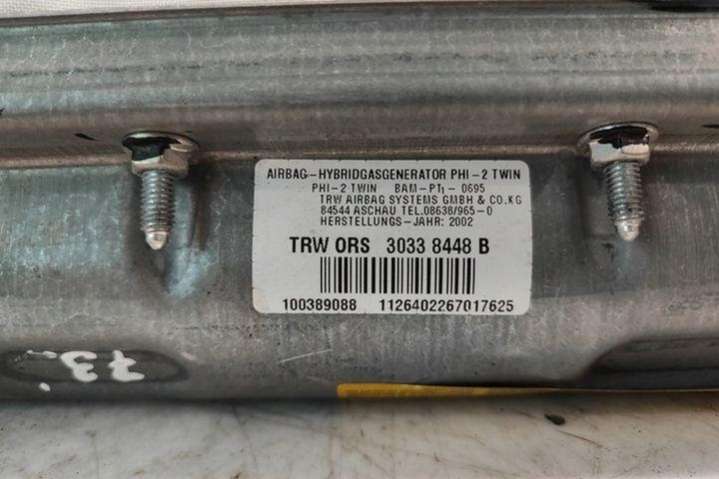 AIRBAG-HYBRIDGASGENERATOR PHI-2 TWIN
PHI-2 TWIN BAM-PT1- 0695
TRW AIRBAG SYSTEMS GMBH & CO.KG
84544 ASCHAU TEL.08638/965-0
HERSTELLUNGS-JAHR: 2002
TRW ORS 3033 8448 B
100389088 1126402267017625
73